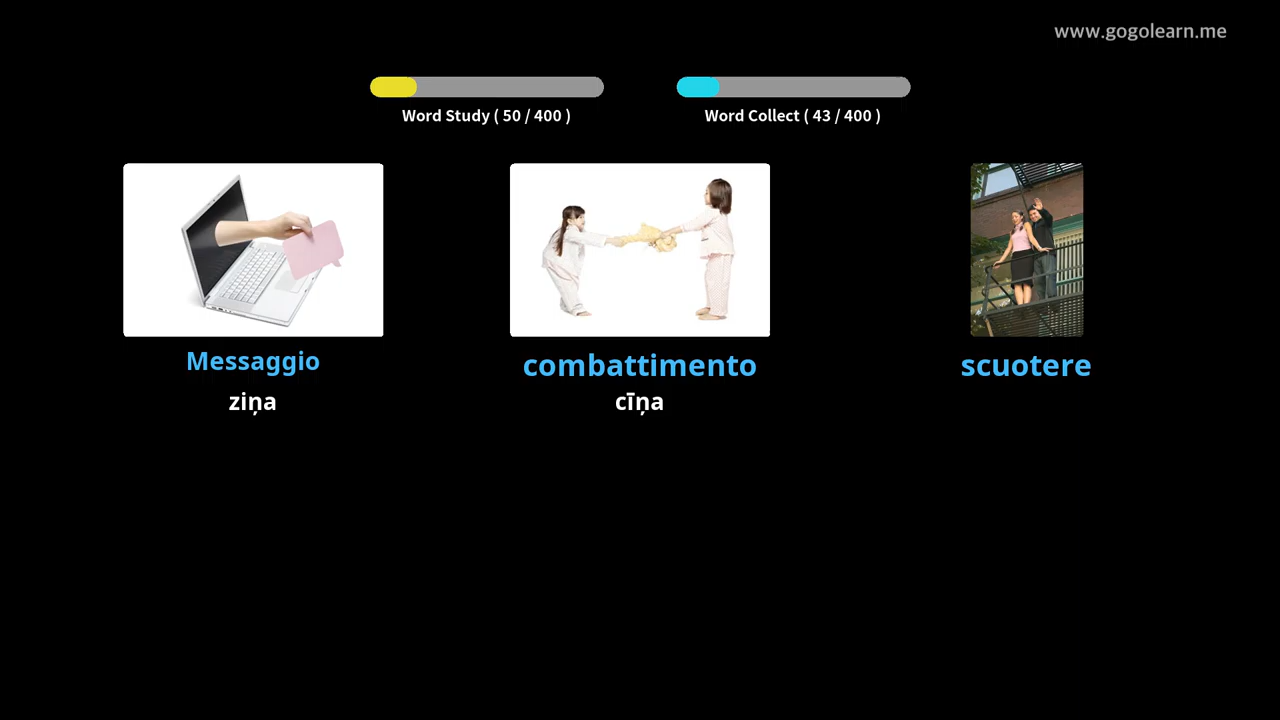 www.gogolearn.me
Word Study ( 50 / 400 )
Word Collect ( 43 / 400 )
Messaggio
combattimento
scuotere
ziņa
cīņa